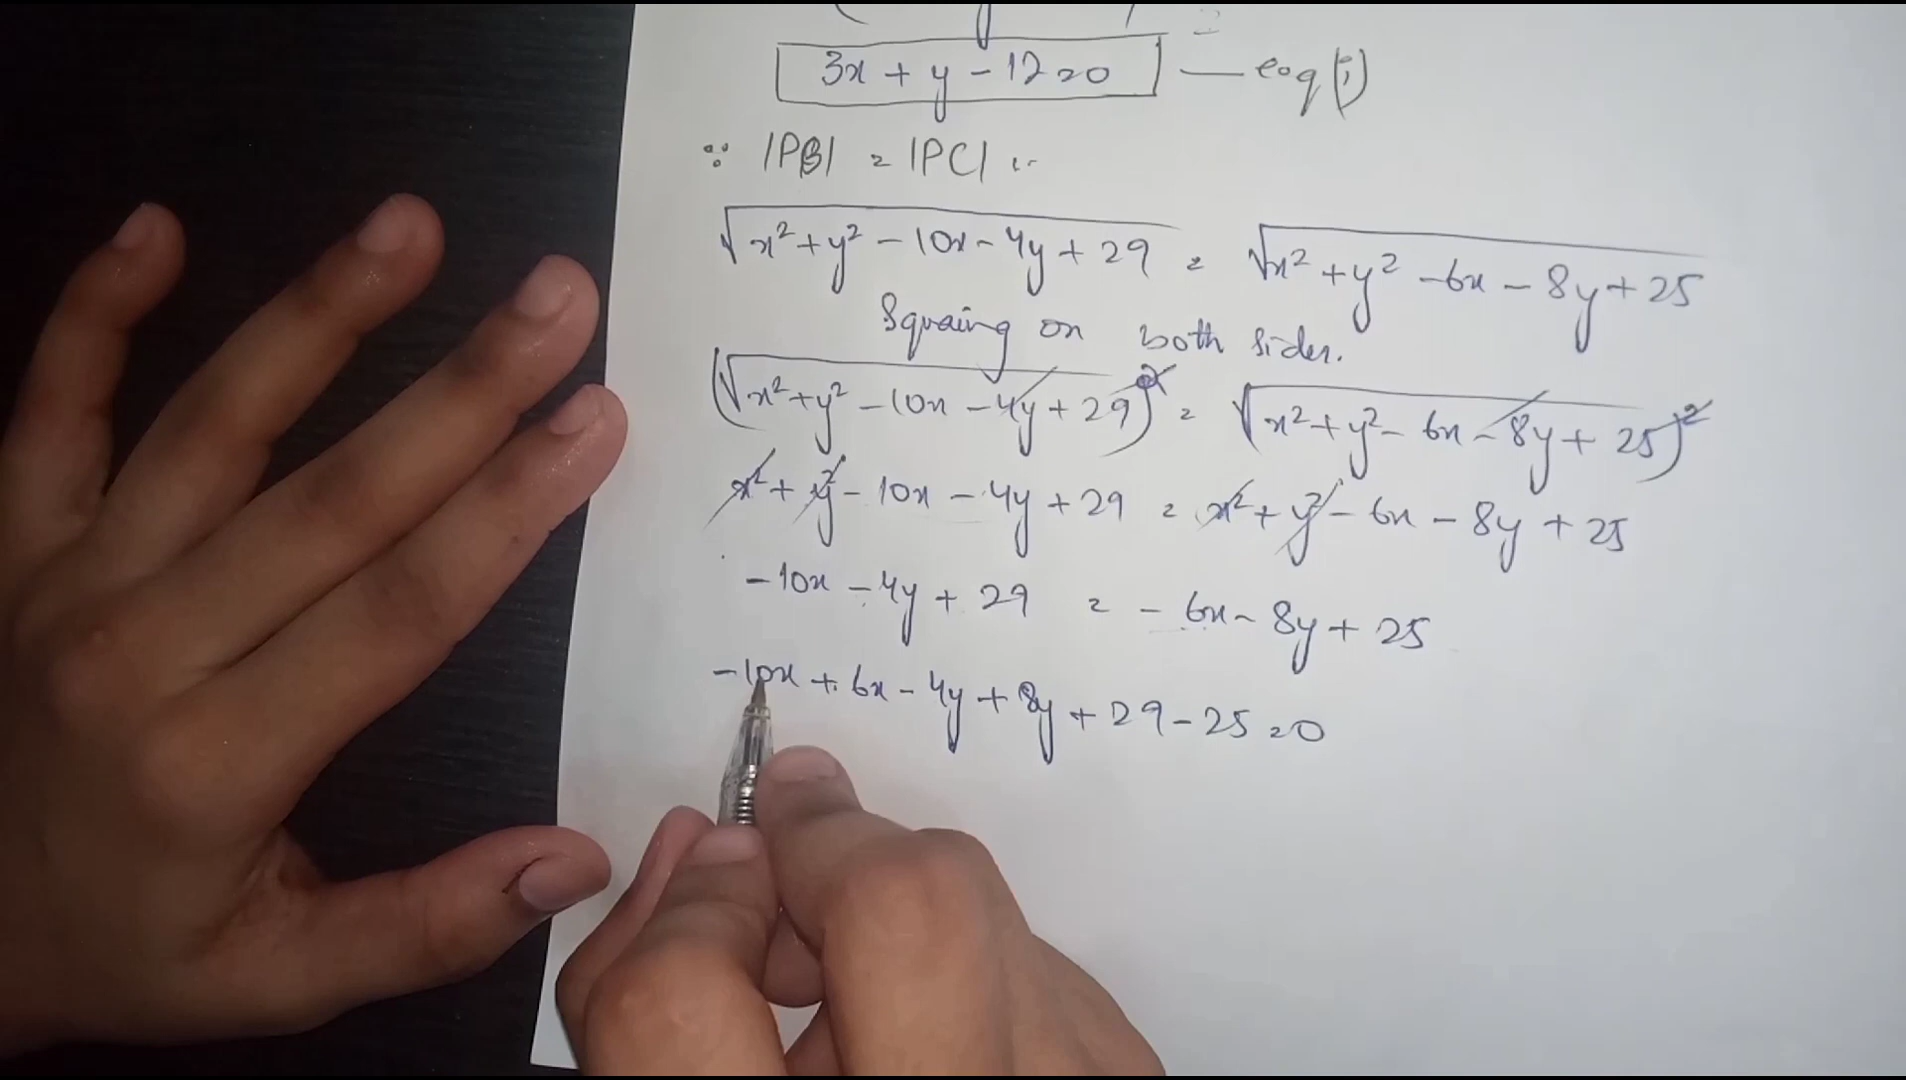 3x + y - 12 = 0 — eq (i)
∵ |PB| = |PC| ∴
√x² + y² - 10x - 4y + 29 = √x² + y² - 6x - 8y + 25
Squaing on both sides.
(√x² + y² - 10x - 4y + 29)² = √x² + y² - 6x - 8y + 25)²
x² + y² - 10x - 4y + 29 = x² + y² - 6x - 8y + 25
- 10x - 4y + 29 = - 6x - 8y + 25
- 10x + 6x - 4y + 8y + 29 - 25 = 0